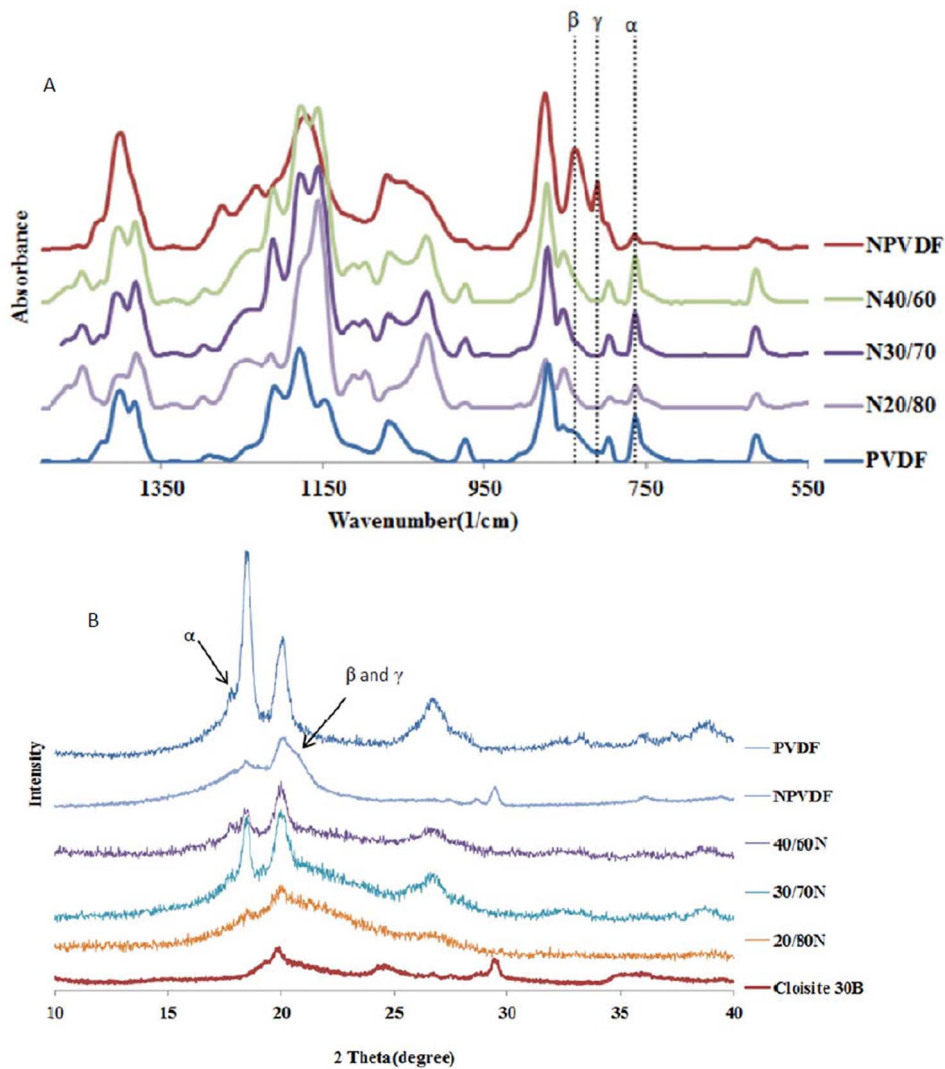 β γ α
A
Absorbance
NPVDF
N40/60
N30/70
N20/80
PVDF
1350 1150 950 750 550
Wavenumber(1/cm)
B
α
β and γ
Intensity
PVDF
NPVDF
40/60N
30/70N
20/80N
Cloisite 30B
10 15 20 25 30 35 40
2 Theta(degree)